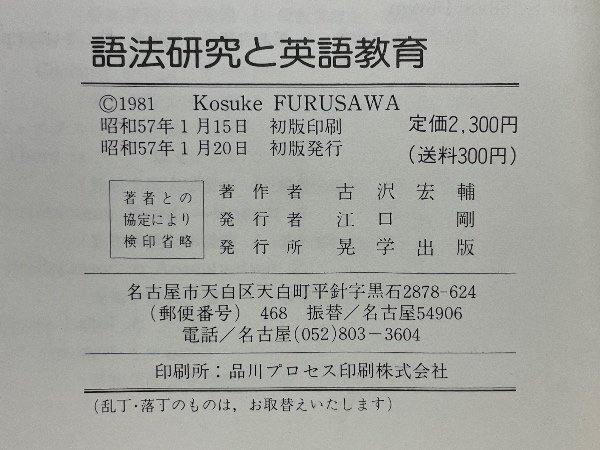 語法研究と英語教育
©1981 Kosuke FURUSAWA
昭和57年1月15日 初版印刷 定価2,300円
昭和57年1月20日 初版発行 (送料300円)
著者との
協定により
検印省略
著作者 古沢宏輔
発行者 江口剛
発行所 晃学出版
名古屋市天白区天白町平針字黒石2878-624
(郵便番号) 468 振替/名古屋54906
電話/名古屋(052)803-3604
印刷所:品川プロセス印刷株式会社
(乱丁・落丁のものは,お取替えいたします)